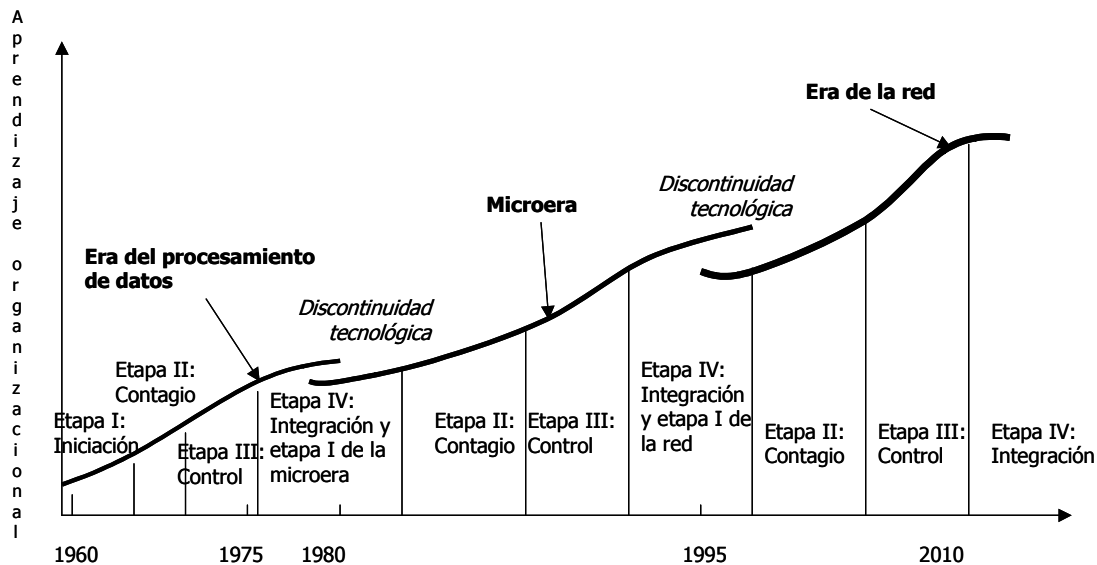 Aprendizaje organizacional
Era de la red
Discontinuidad
tecnológica
Microera
Era del procesamiento
de datos
Discontinuidad
tecnológica
Etapa I:
Iniciación
Etapa II:
Contagio
Etapa III:
Control
Etapa IV:
Integración y
etapa I de la
microera
Etapa II:
Contagio
Etapa III:
Control
Etapa IV:
Integración
y etapa I de
la red
Etapa II:
Contagio
Etapa III:
Control
Etapa IV:
Integración
1960
1975
1980
1995
2010